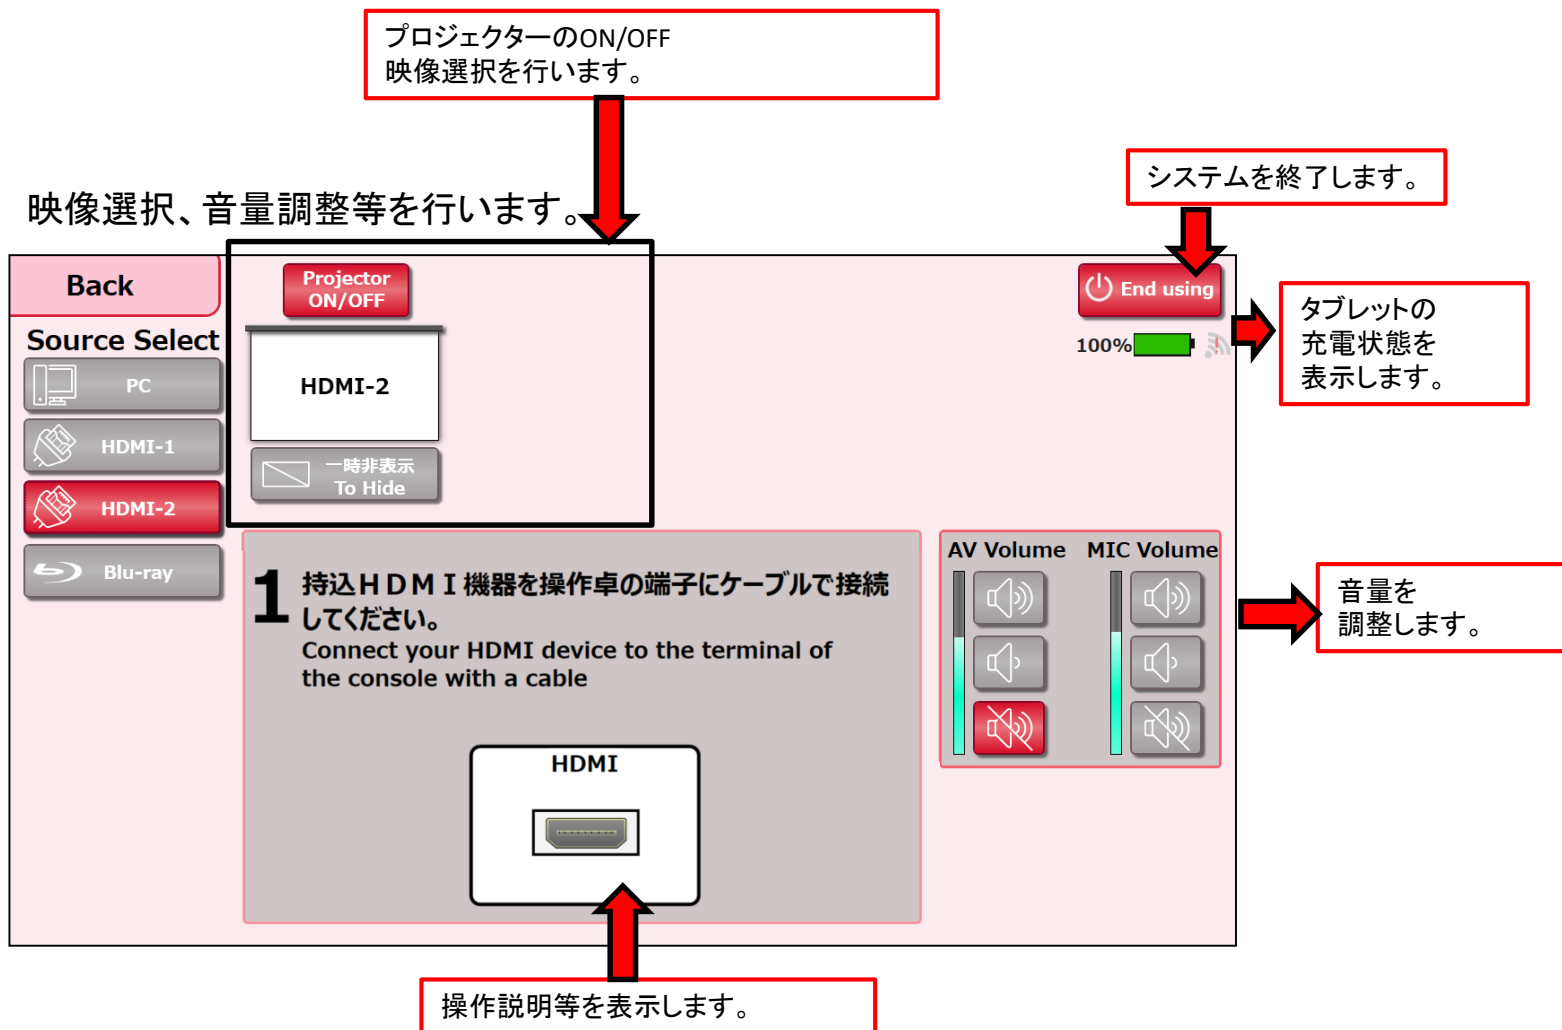 プロジェクターのON/OFF
映像選択を行います。
システムを終了します。
映像選択、音量調整等を行います。
Back
Projector
ON/OFF
End using
タブレットの
充電状態を
表示します。
100%
Source Select
PC
HDMI-1
HDMI-2
Blu-ray
HDMI-2
一時非表示
To Hide
1
持込ＨＤＭＩ機器を操作卓の端子にケーブルで接続
してください。
Connect your HDMI device to the terminal of
the console with a cable
HDMI
AV Volume
MIC Volume
音量を
調整します。
操作説明等を表示します。